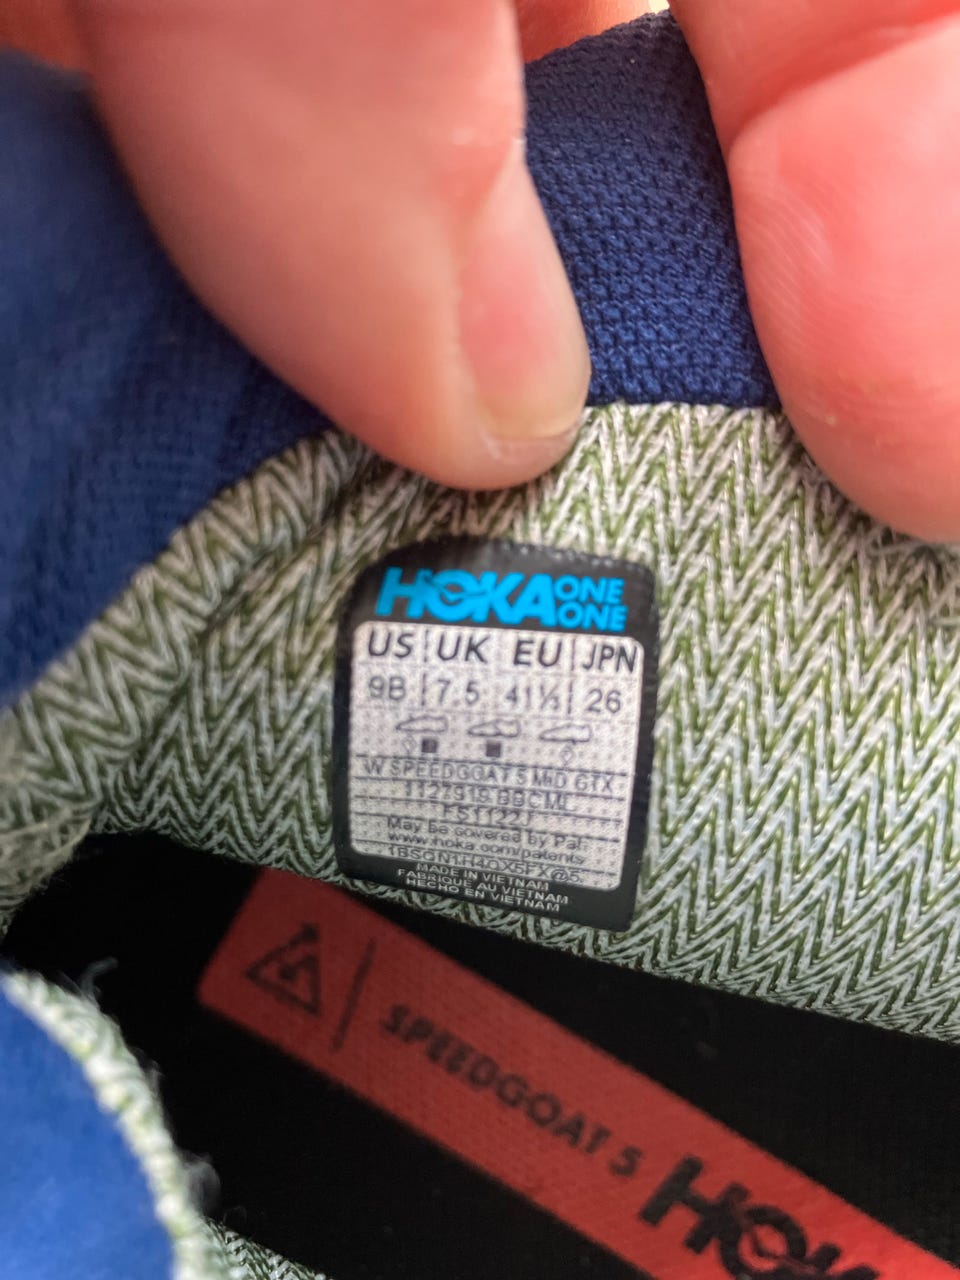 HOKA ONE ONE
US UK EU JPN
9B 7.5 41⅓ 26
W SPEEDGOAT 5 MID GTX
1127919 BBCML
FS1122J
May be covered by Pat:
www.hoka.com/patents
MADE IN VIETNAM
FABRIQUE AU VIETNAM
HECHO EN VIETNAM
SPEEDGOAT 5
HOKA